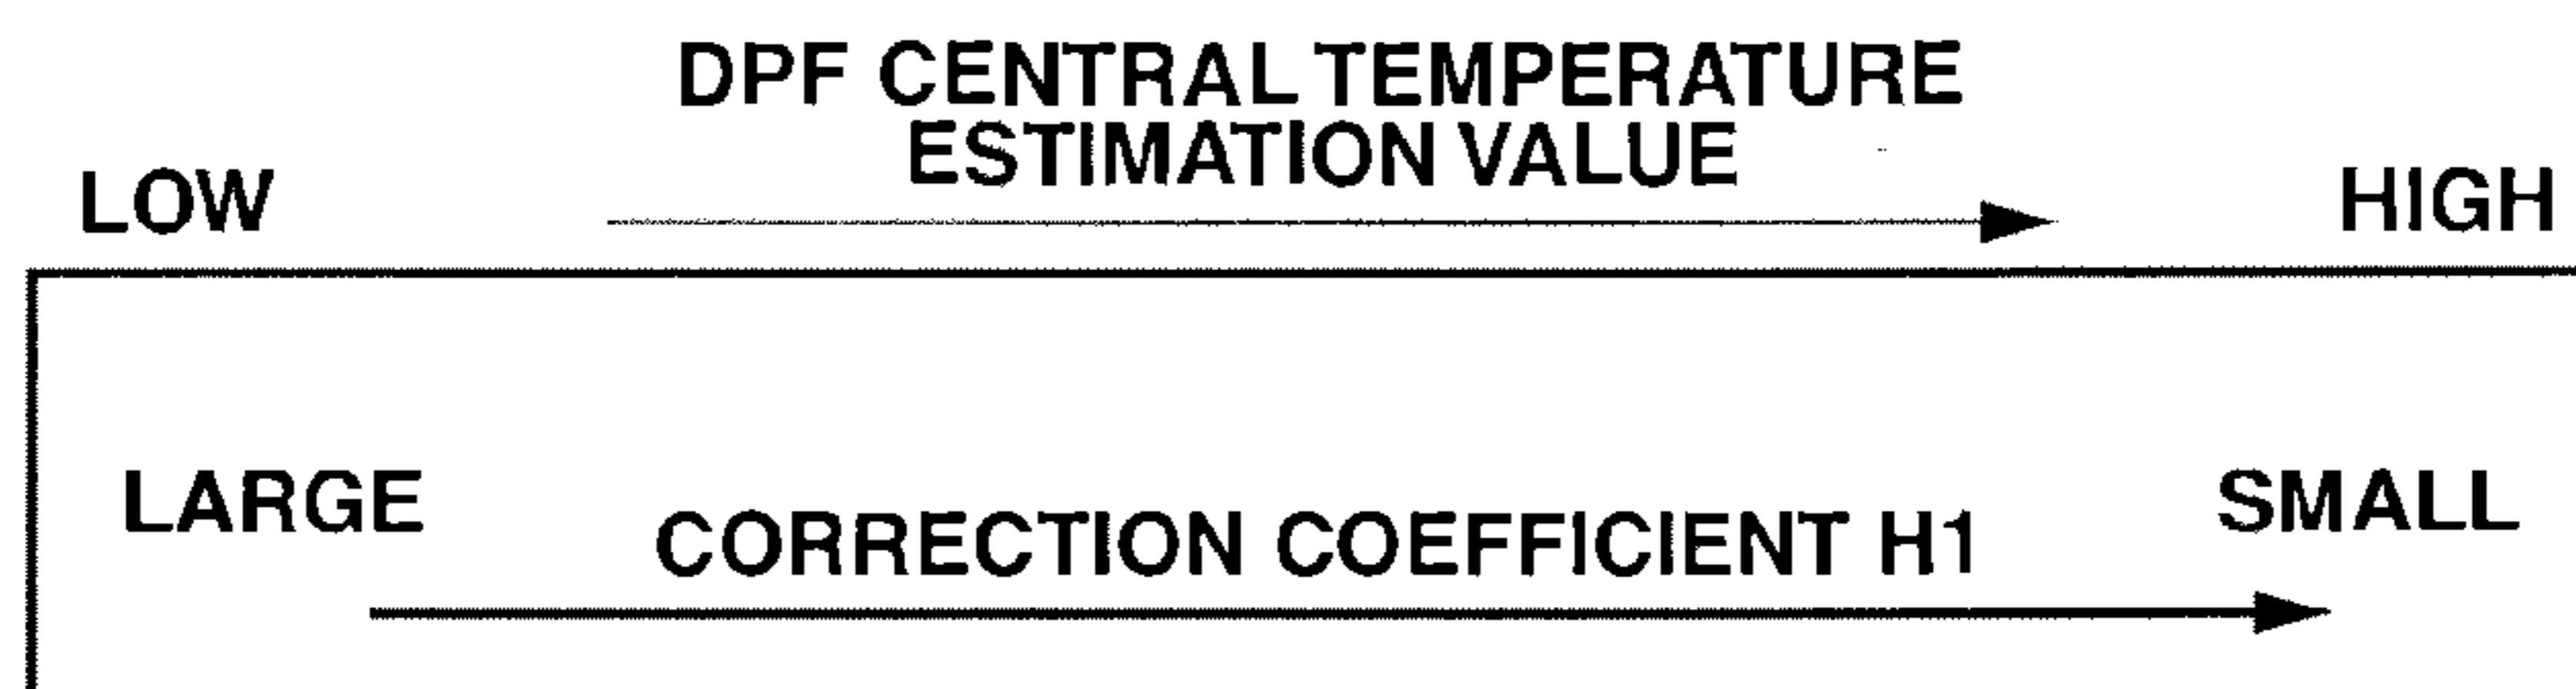 DPF CENTRAL TEMPERATURE
ESTIMATION VALUE
LOW
HIGH
LARGE
SMALL
CORRECTION COEFFICIENT H1